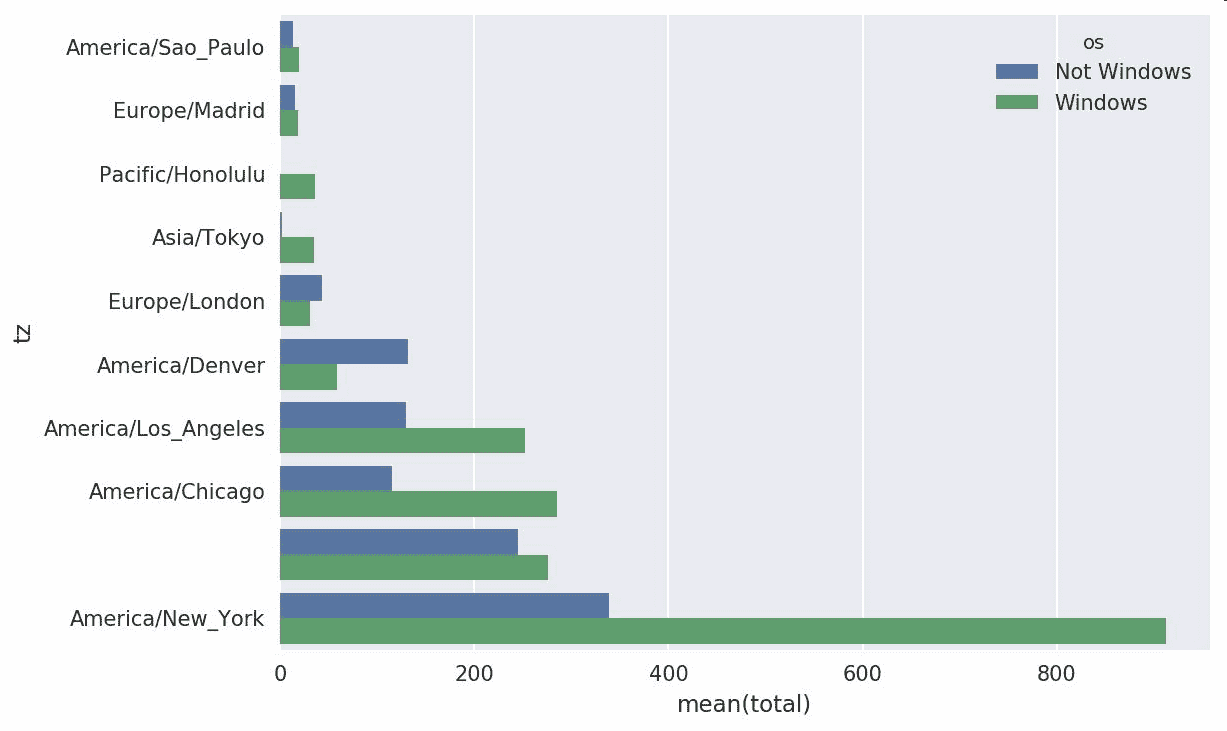 America/Sao_Paulo
Europe/Madrid
Pacific/Honolulu
Asia/Tokyo
Europe/London
America/Denver
America/Los_Angeles
America/Chicago
America/New_York
tz
0 200 400 600 800
mean(total)
os
Not Windows
Windows